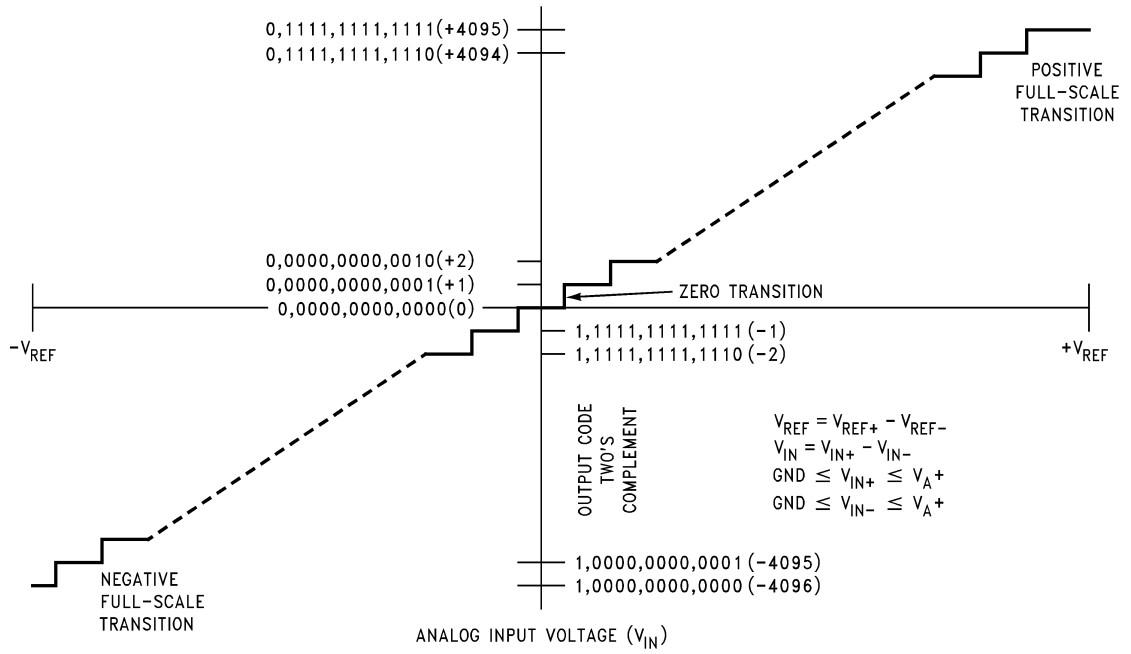 0,1111,1111,1111(+4095)
0,1111,1111,1110(+4094)
POSITIVE
FULL-SCALE
TRANSITION
0,0000,0000,0010(+2)
0,0000,0000,0001(+1)
0,0000,0000,0000(0)
ZERO TRANSITION
-VREF
+VREF
1,1111,1111,1111(-1)
1,1111,1111,1110(-2)
OUTPUT CODE
TWO'S
COMPLEMENT
VREF = VREF+ - VREF-
VIN = VIN+ - VIN-
GND ≤ VIN+ ≤ VA+
GND ≤ VIN- ≤ VA+
1,0000,0000,0001(-4095)
1,0000,0000,0000(-4096)
NEGATIVE
FULL-SCALE
TRANSITION
ANALOG INPUT VOLTAGE (VIN)